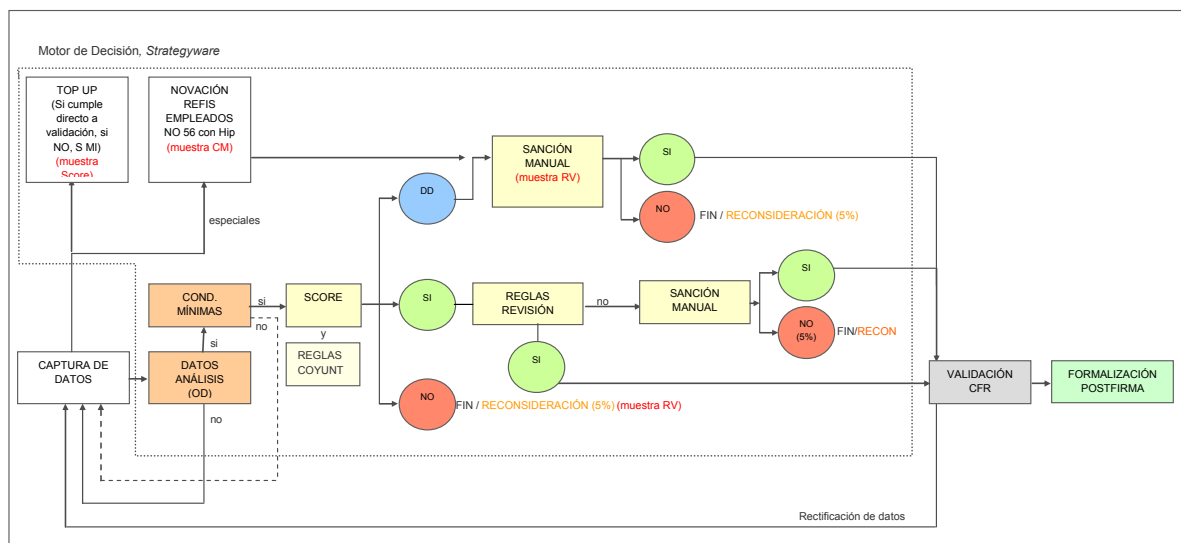 Motor de Decisión, Strategyware
TOP UP
(Si cumple
directo a
validación, si
NO, S MI)
(muestra
Score)
NOVACIÓN
REFIS
EMPLEADOS
NO 56 con Hip
(muestra CM)
especiales
DD
SANCIÓN
MANUAL
(muestra RV)
SI
NO
FIN / RECONSIDERACIÓN (5%)
COND.
MÍNIMAS
si
no
SCORE
y
REGLAS
COYUNT
SI
REGLAS
REVISIÓN
no
SANCIÓN
MANUAL
SI
NO
(5%)
FIN/RECON
SI
CAPTURA DE
DATOS
si
DATOS
ANÁLISIS
(OD)
no
NO
FIN / RECONSIDERACIÓN (5%) (muestra RV)
VALIDACIÓN
CFR
FORMALIZACIÓN
POSTFIRMA
Rectificación de datos